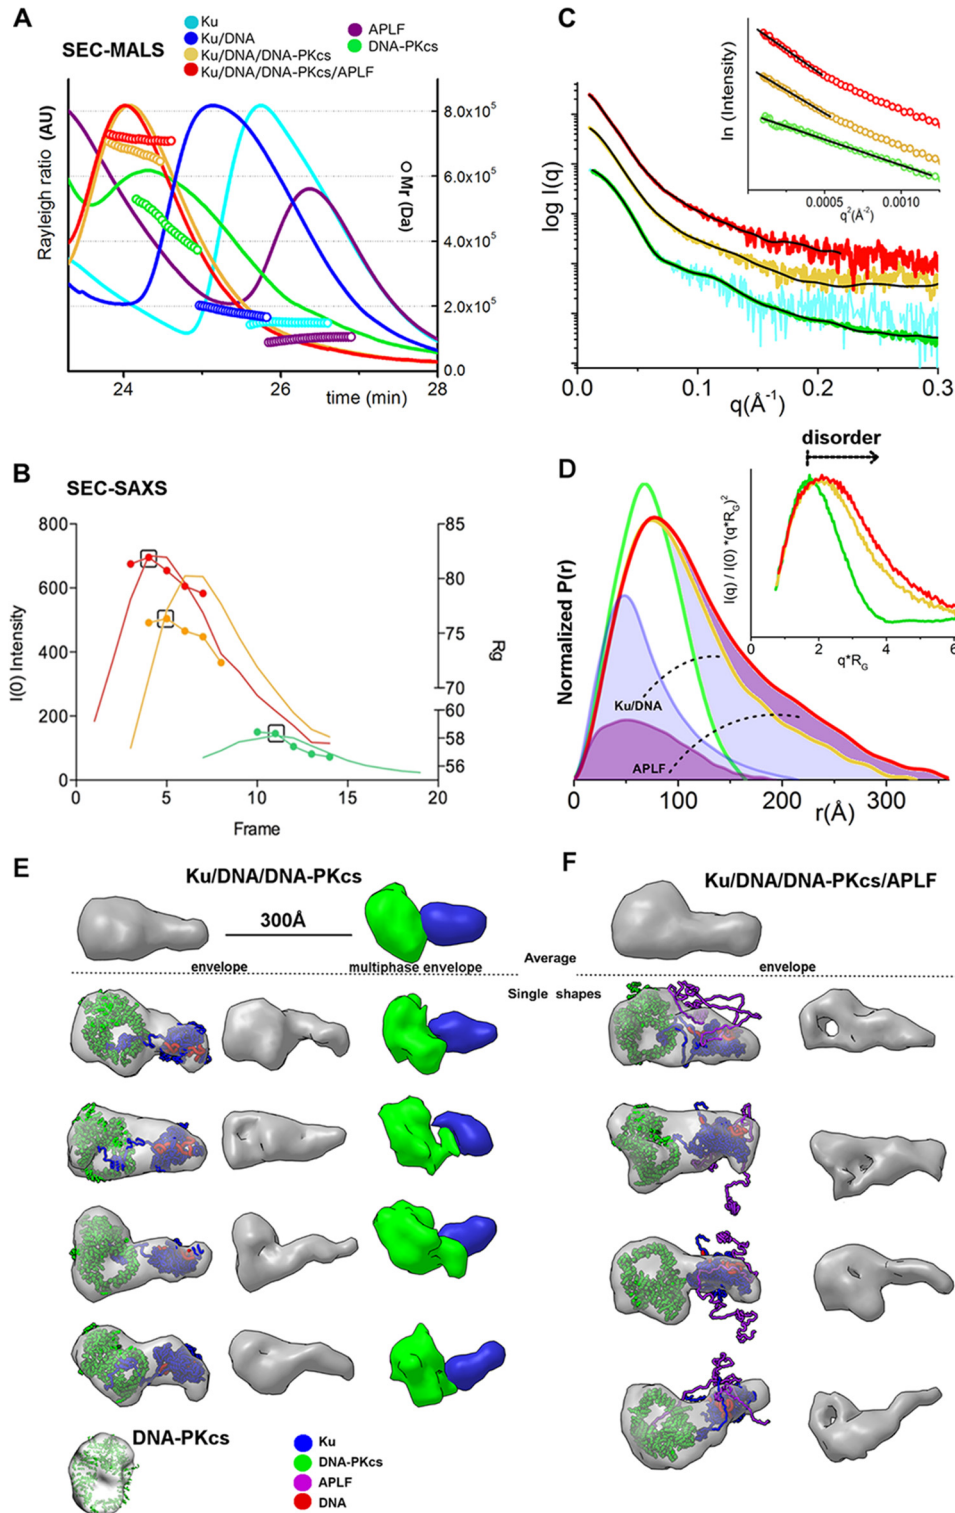 A
SEC-MALS
Ku
Ku/DNA
Ku/DNA/DNA-PKcs
Ku/DNA/DNA-PKcs/APLF
APLF
DNA-PKcs
Rayleigh ratio (AU)
8.0x10⁵
6.0x10⁵
4.0x10⁵
2.0x10⁵
0.0
Mr (Da)
24
26
28
time (min)
B
SEC-SAXS
I(0) Intensity
800
600
400
200
0
85
80
75
70
60
58
56
Rg
0
5
10
15
20
Frame
C
log I(q)
0.0
0.1
0.2
0.3
q(Å⁻¹)
ln (Intensity)
0.0005
0.0010
q²(Å⁻²)
D
disorder
Normalized P(r)
Ku/DNA
APLF
0
100
200
300
r(Å)
I(q) / I(0) *(q*R_G)²
0
2
4
6
q*R_G
E
Ku/DNA/DNA-PKcs
300Å
envelope
multiphase envelope
Average
Single shapes
F
Ku/DNA/DNA-PKcs/APLF
envelope
DNA-PKcs
Ku
DNA-PKcs
APLF
DNA